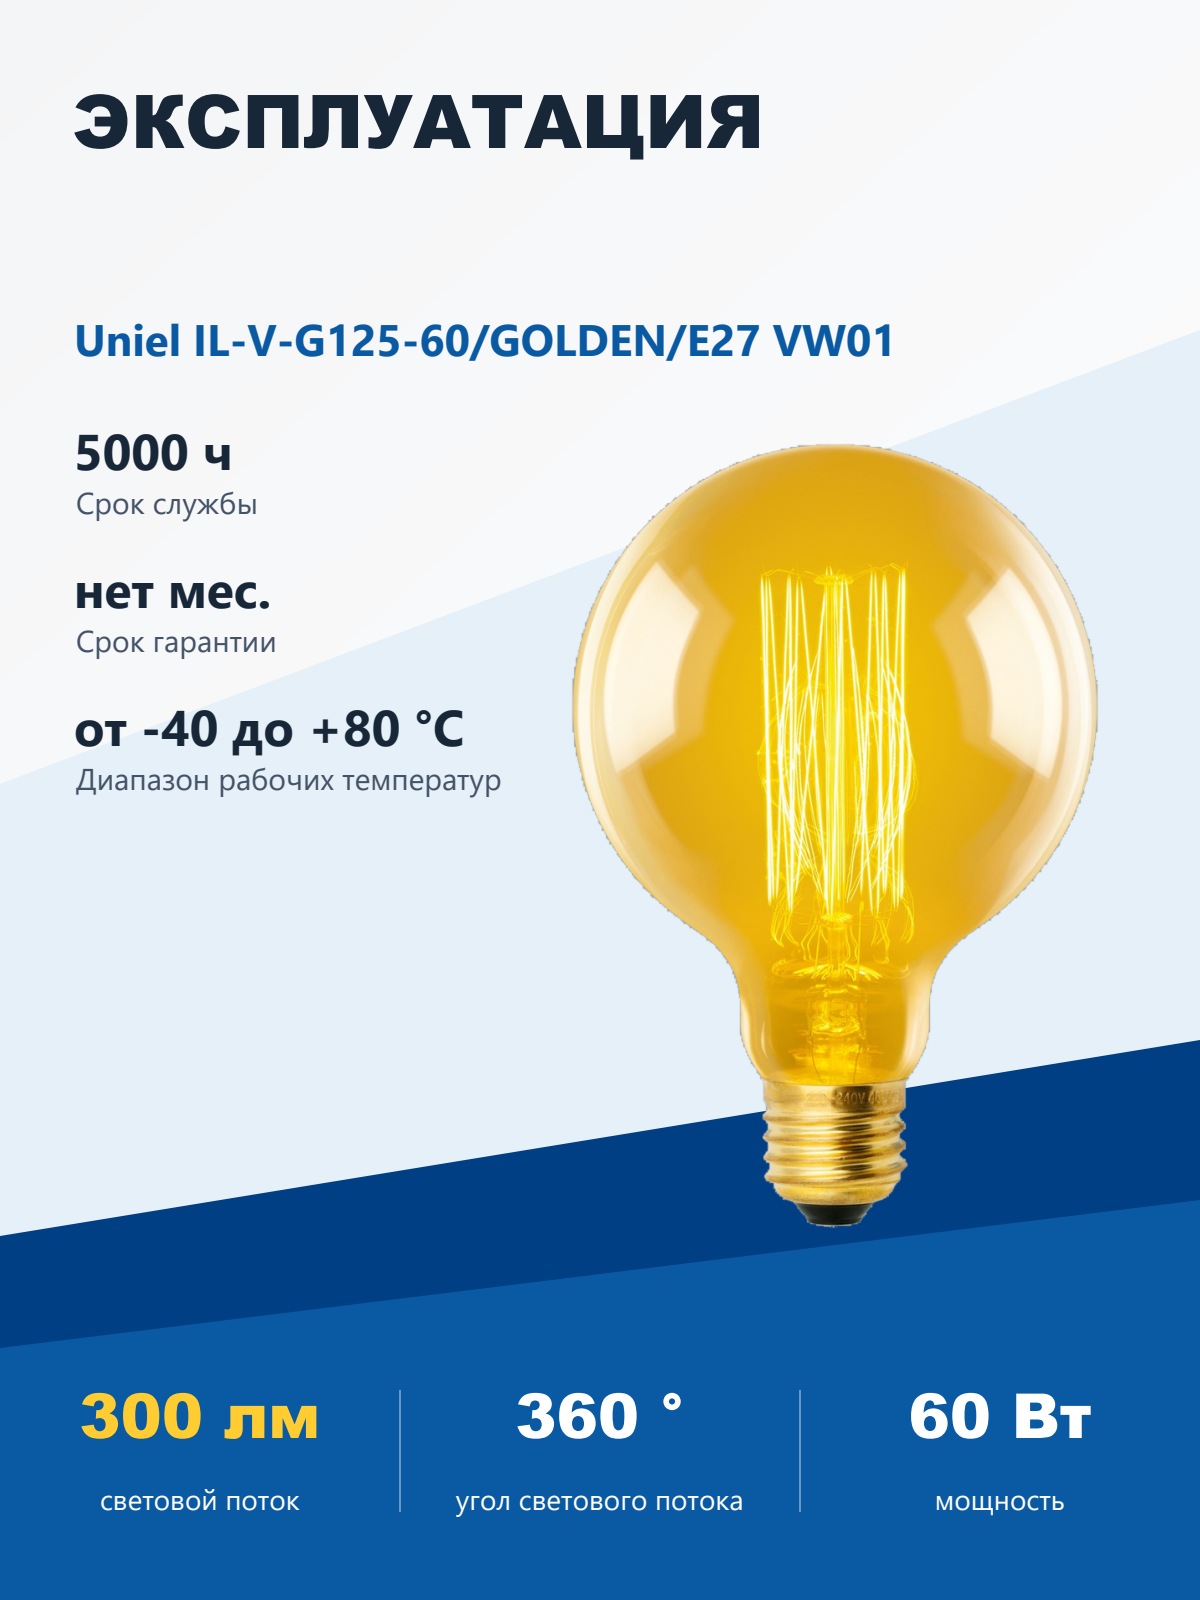 ЭКСПЛУАТАЦИЯ
Uniel IL-V-G125-60/GOLDEN/E27 VW01
5000 ч
Срок службы
нет мес.
Срок гарантии
от -40 до +80 °C
Диапазон рабочих температур
240V
300 лм
световой поток
360 °
угол светового потока
60 Вт
мощность